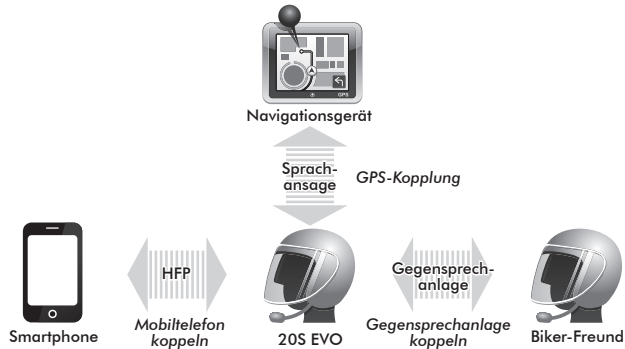 GPS
Navigationsgerät
Sprach-
ansage
GPS-Kopplung
HFP
Gegensprech-
anlage
Smartphone
Mobiltelefon
koppeln
20S EVO
Gegensprechanlage
koppeln
Biker-Freund